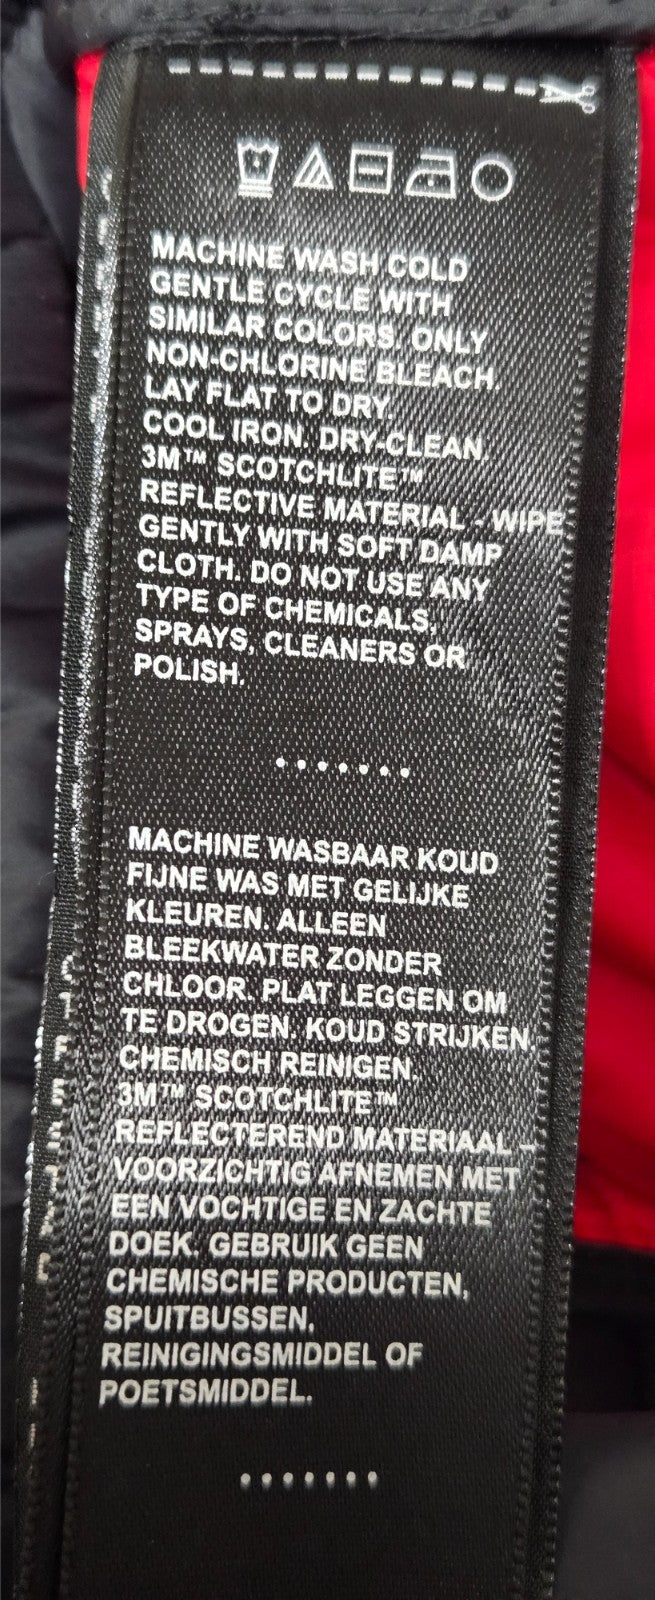 MACHINE WASH COLD
GENTLE CYCLE WITH
SIMILAR COLORS. ONLY
NON-CHLORINE BLEACH.
LAY FLAT TO DRY.
COOL IRON. DRY-CLEAN
3M™ SCOTCHLITE™
REFLECTIVE MATERIAL - WIPE
GENTLY WITH SOFT DAMP
CLOTH. DO NOT USE ANY
TYPE OF CHEMICALS,
SPRAYS, CLEANERS OR
POLISH.
.......
MACHINE WASBAAR KOUD
FIJNE WAS MET GELIJKE
KLEUREN. ALLEEN
BLEEKWATER ZONDER
CHLOOR. PLAT LEGGEN OM
TE DROGEN. KOUD STRIJKEN.
CHEMISCH REINIGEN.
3M™ SCOTCHLITE™
REFLECTEREND MATERIAAL -
VOORZICHTIG AFNEMEN MET
EEN VOCHTIGE EN ZACHTE
DOEK. GEBRUIK GEEN
CHEMISCHE PRODUCTEN,
SPUITBUSSEN,
REINIGINGSMIDDEL OF
POETSMIDDEL.
.......